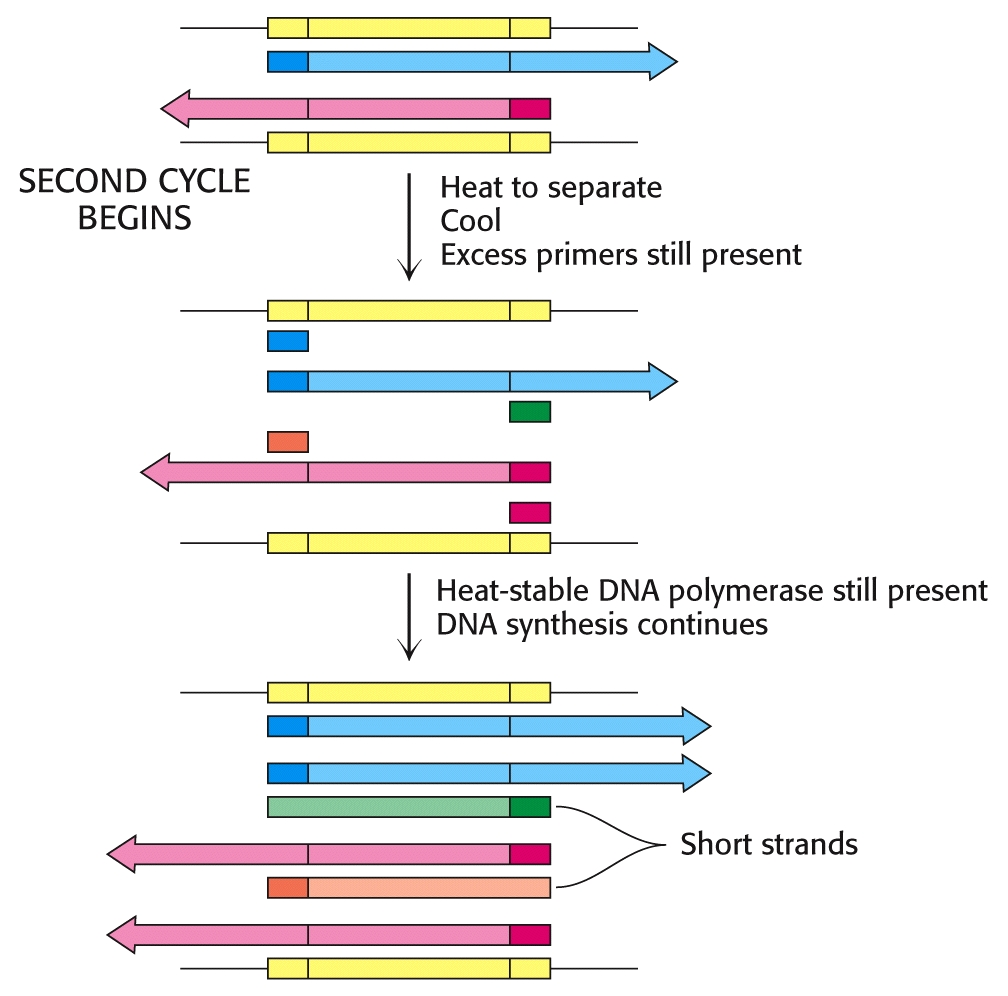 SECOND CYCLE
BEGINS
Heat to separate
Cool
Excess primers still present
Heat-stable DNA polymerase still present
DNA synthesis continues
Short strands